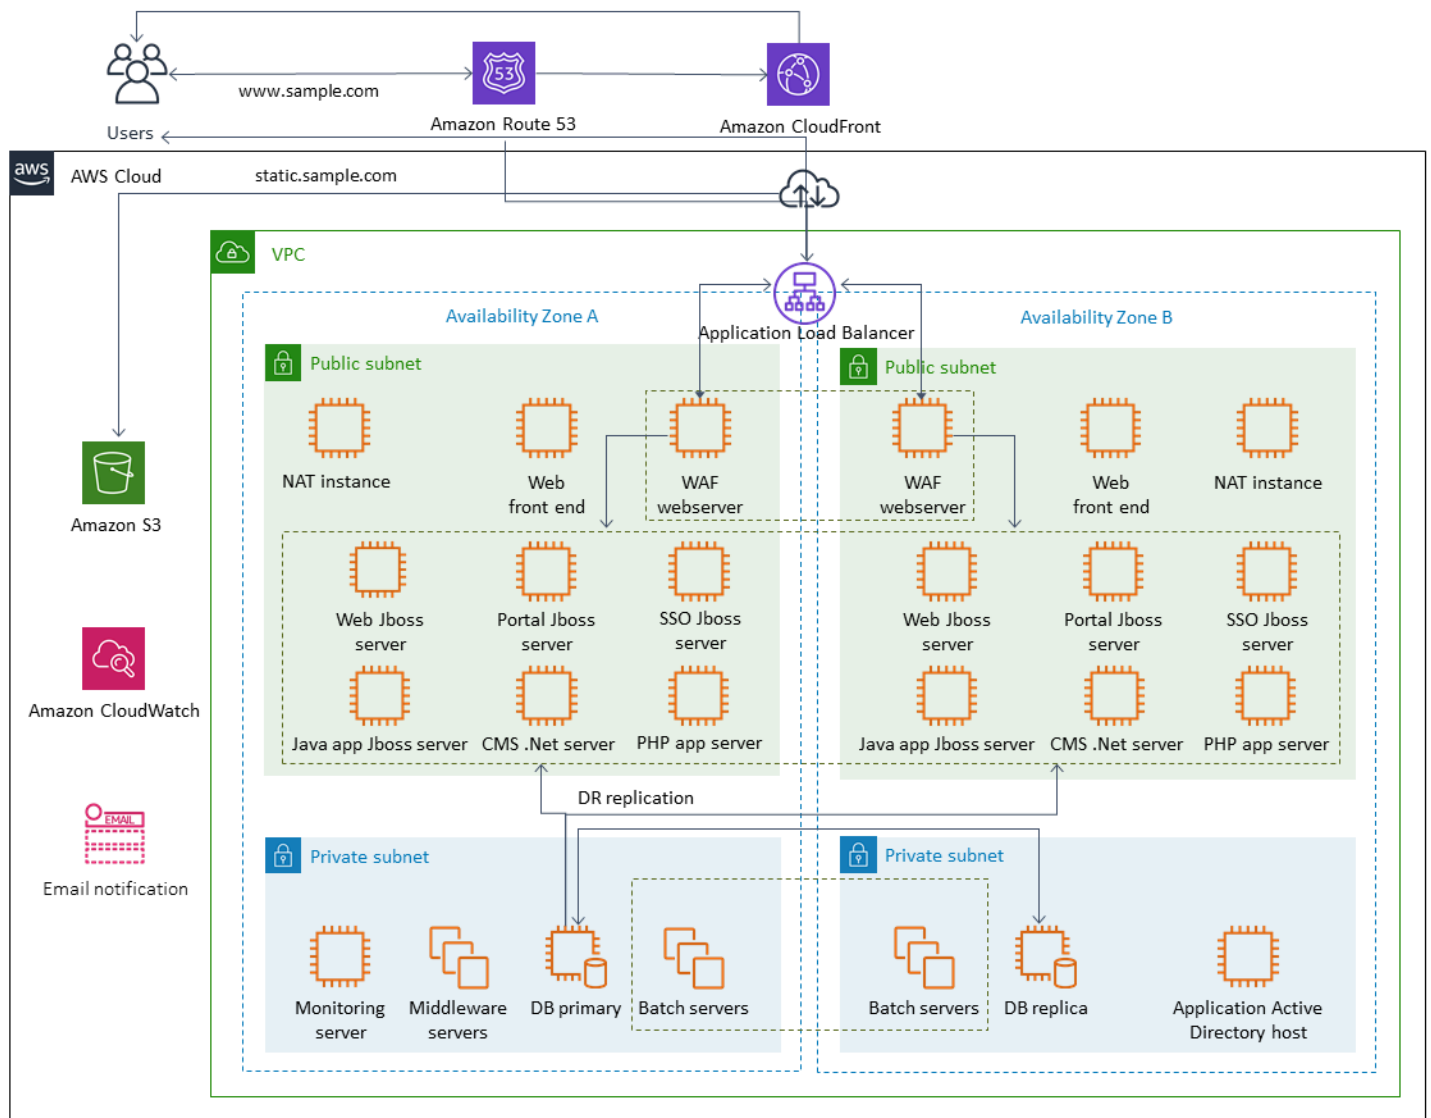 www.sample.com
53
Amazon Route 53
Amazon CloudFront
Users
aws
AWS Cloud
static.sample.com
VPC
Availability Zone A
Application Load Balancer
Availability Zone B
Public subnet
Public subnet
NAT instance
Web
front end
WAF
webserver
WAF
webserver
Web
front end
NAT instance
Amazon S3
Web Jboss
server
Portal Jboss
server
SSO Jboss
server
Web Jboss
server
Portal Jboss
server
SSO Jboss
server
Amazon CloudWatch
Java app Jboss server
CMS .Net server
PHP app server
Java app Jboss server
CMS .Net server
PHP app server
DR replication
EMAIL
Email notification
Private subnet
Private subnet
Monitoring
server
Middleware
servers
DB primary
Batch servers
Batch servers
DB replica
Application Active
Directory host